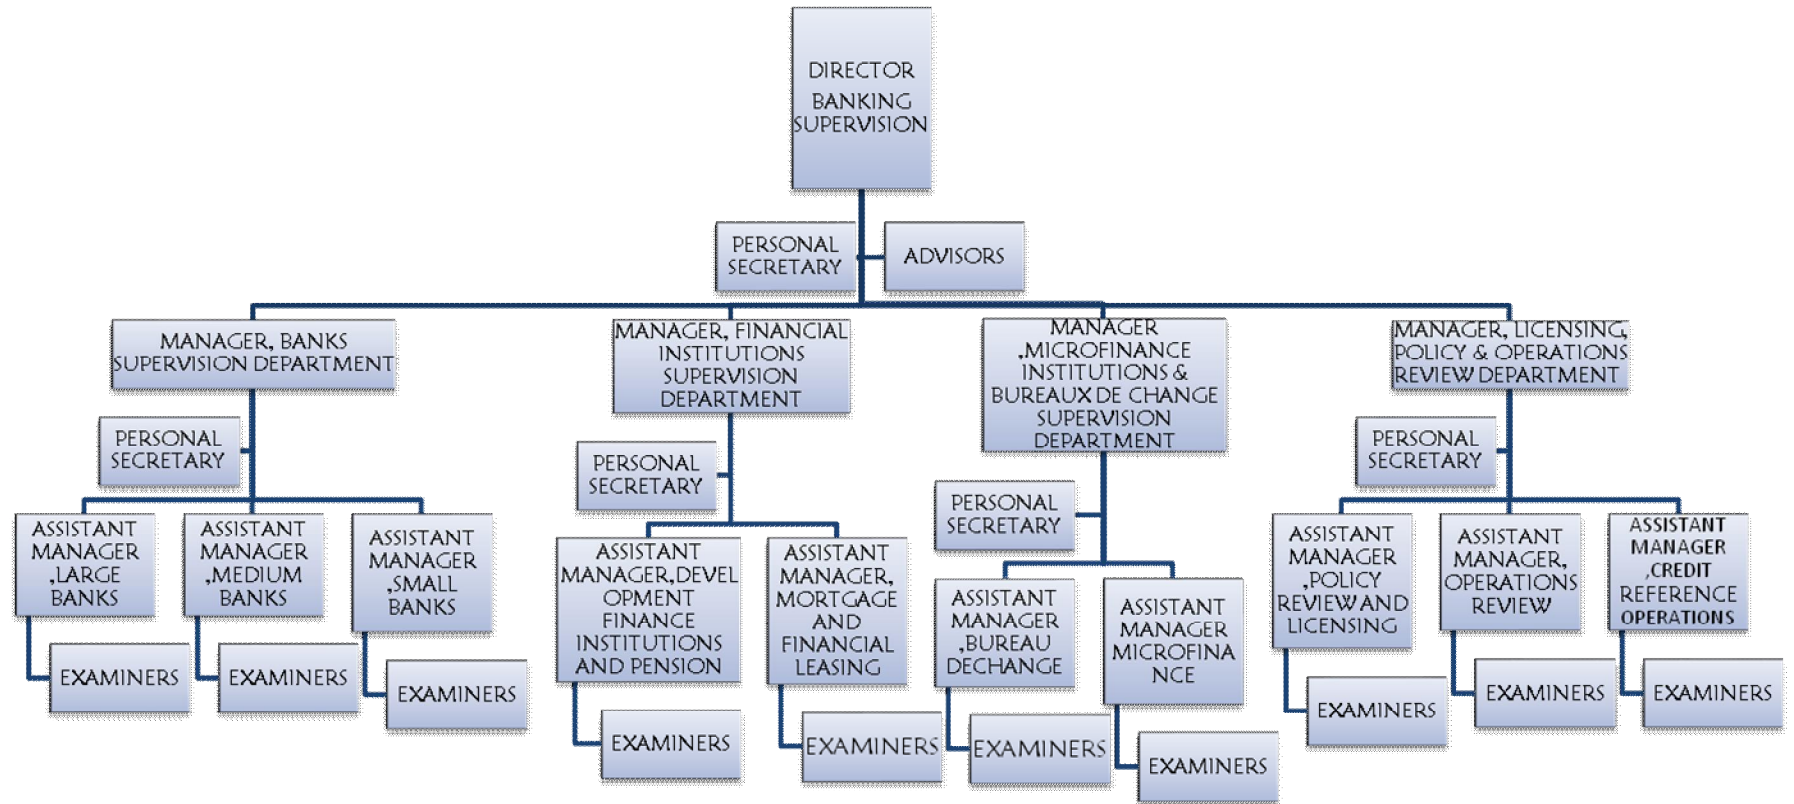 DIRECTOR
BANKING
SUPERVISION
PERSONAL
SECRETARY
ADVISORS
MANAGER, BANKS
SUPERVISION DEPARTMENT
MANAGER, FINANCIAL
INSTITUTIONS
SUPERVISION
DEPARTMENT
MANAGER
,MICROFINANCE
INSTITUTIONS &
BUREAUX DE CHANGE
SUPERVISION
DEPARTMENT
MANAGER, LICENSING,
POLICY & OPERATIONS
REVIEW DEPARTMENT
PERSONAL
SECRETARY
PERSONAL
SECRETARY
PERSONAL
SECRETARY
PERSONAL
SECRETARY
ASSISTANT
MANAGER
,LARGE
BANKS
ASSISTANT
MANAGER
,MEDIUM
BANKS
ASSISTANT
MANAGER
,SMALL
BANKS
ASSISTANT
MANAGER,DEVEL
OPMENT
FINANCE
INSTITUTIONS
AND PENSION
ASSISTANT
MANAGER,
MORTGAGE
AND
FINANCIAL
LEASING
ASSISTANT
MANAGER
,BUREAU
DECHANGE
ASSISTANT
MANAGER
MICROFINA
NCE
ASSISTANT
MANAGER
,POLICY
REVIEW AND
LICENSING
ASSISTANT
MANAGER,
OPERATIONS
REVIEW
ASSISTANT
MANAGER
,CREDIT
REFERENCE
OPERATIONS
EXAMINERS
EXAMINERS
EXAMINERS
EXAMINERS
EXAMINERS
EXAMINERS
EXAMINERS
EXAMINERS
EXAMINERS
EXAMINERS